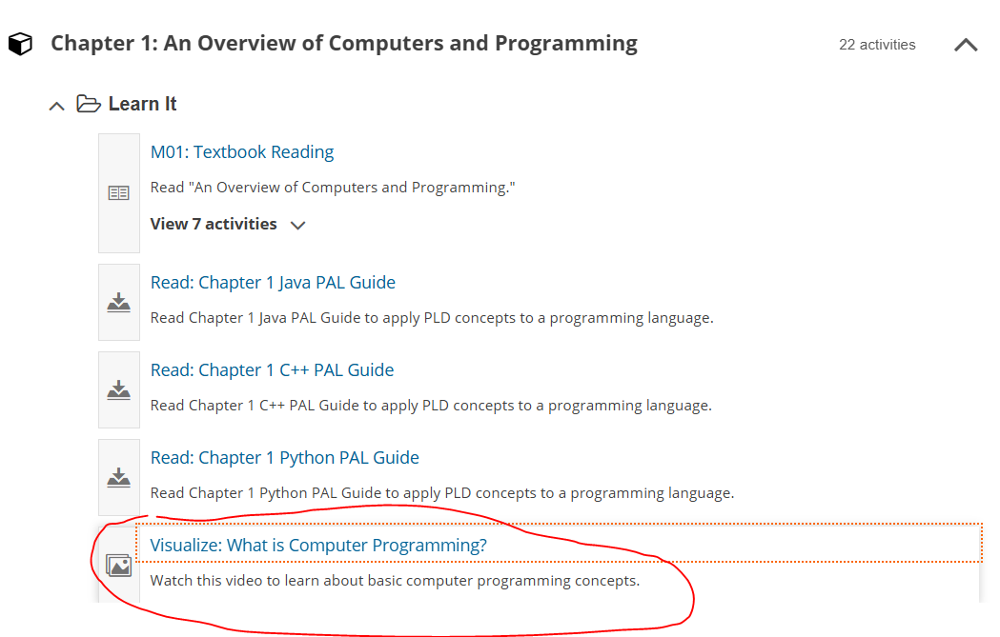 Chapter 1: An Overview of Computers and Programming
22 activities
Learn It
M01: Textbook Reading
Read "An Overview of Computers and Programming."
View 7 activities
Read: Chapter 1 Java PAL Guide
Read Chapter 1 Java PAL Guide to apply PLD concepts to a programming language.
Read: Chapter 1 C++ PAL Guide
Read Chapter 1 C++ PAL Guide to apply PLD concepts to a programming language.
Read: Chapter 1 Python PAL Guide
Read Chapter 1 Python PAL Guide to apply PLD concepts to a programming language.
Visualize: What is Computer Programming?
Watch this video to learn about basic computer programming concepts.